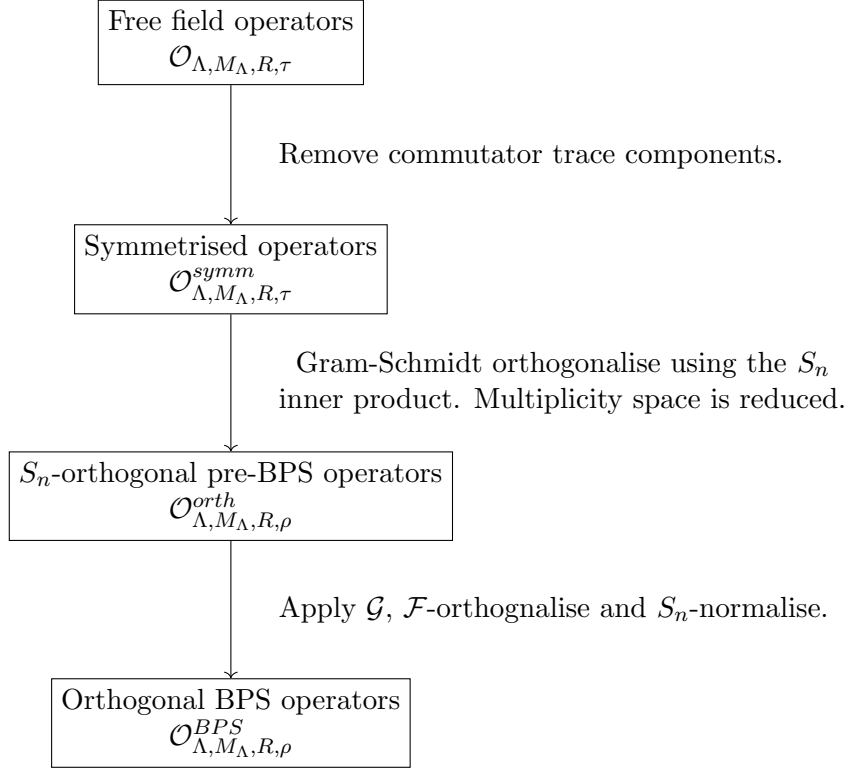 Free field operators
𝒪_{Λ,M_Λ,R,τ}
Remove commutator trace components.
Symmetrised operators
𝒪^{symm}_{Λ,M_Λ,R,τ}
Gram-Schmidt orthogonalise using the S_n
inner product. Multiplicity space is reduced.
S_n-orthogonal pre-BPS operators
𝒪^{orth}_{Λ,M_Λ,R,ρ}
Apply 𝒢, ℱ-orthognalise and S_n-normalise.
Orthogonal BPS operators
𝒪^{BPS}_{Λ,M_Λ,R,ρ}